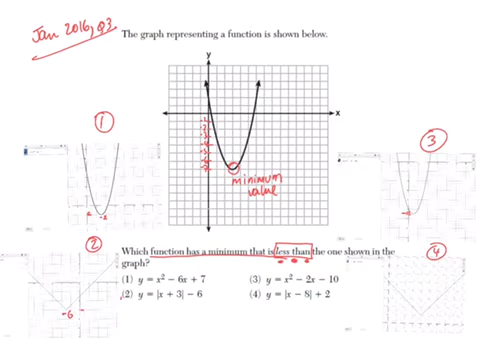 Jan 2016, Q3
The graph representing a function is shown below.
y
x
minimum
value
①
-2
②
-6
③
④
Which function has a minimum that is less than the one shown in the
graph?
(1) y = x² − 6x + 7
(3) y = x² − 2x − 10
(2) y = |x + 3| − 6
(4) y = |x − 8| + 2